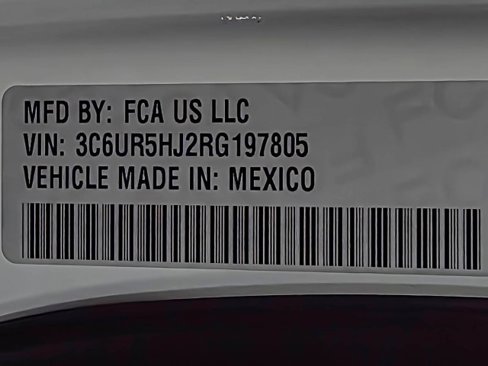 MFD BY: FCA US LLC
VIN: 3C6UR5HJ2RG197805
VEHICLE MADE IN: MEXICO